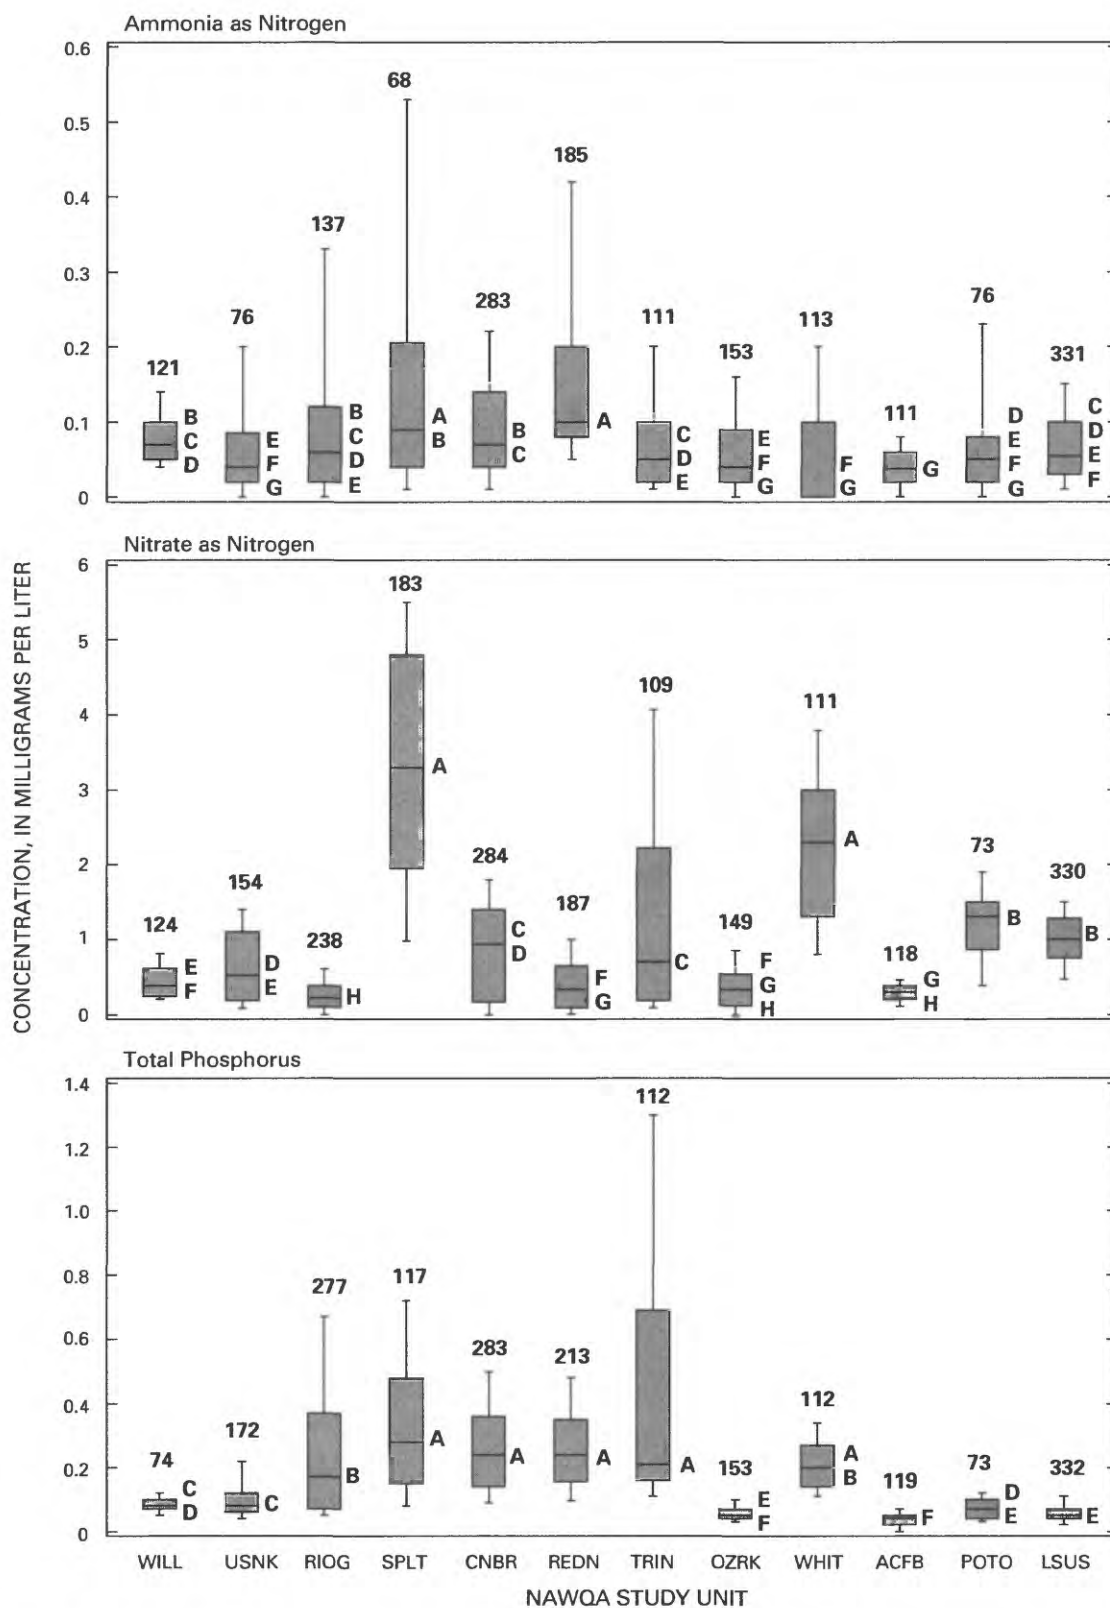 Ammonia as Nitrogen
0.6
68
0.5
185
0.4
137
0.3
76 283 111 113 76
153 331
0.2
121 111
B E B A B A C E F G D C
0.1
C F C B C D F G E D
D G D E G F E
E G F
0
Nitrate as Nitrogen
6
183
5
109
111
4
3
A
284 73
2
154 A 330
187
124 149
238 118
1
E D H C F C F G B B
F E D G G H
H
0
Total Phosphorus
1.4
112
1.2
1.0
277
0.8
117
283
0.6
213
112
0.4
172
74 153 73 332
119
0.2
C C B A A A A E A F D E
D F B E
0
CONCENTRATION, IN MILLIGRAMS PER LITER
WILL USNK RIOG SPLT CNBR REDN TRIN OZRK WHIT ACFB POTO LSUS
NAWQA STUDY UNIT